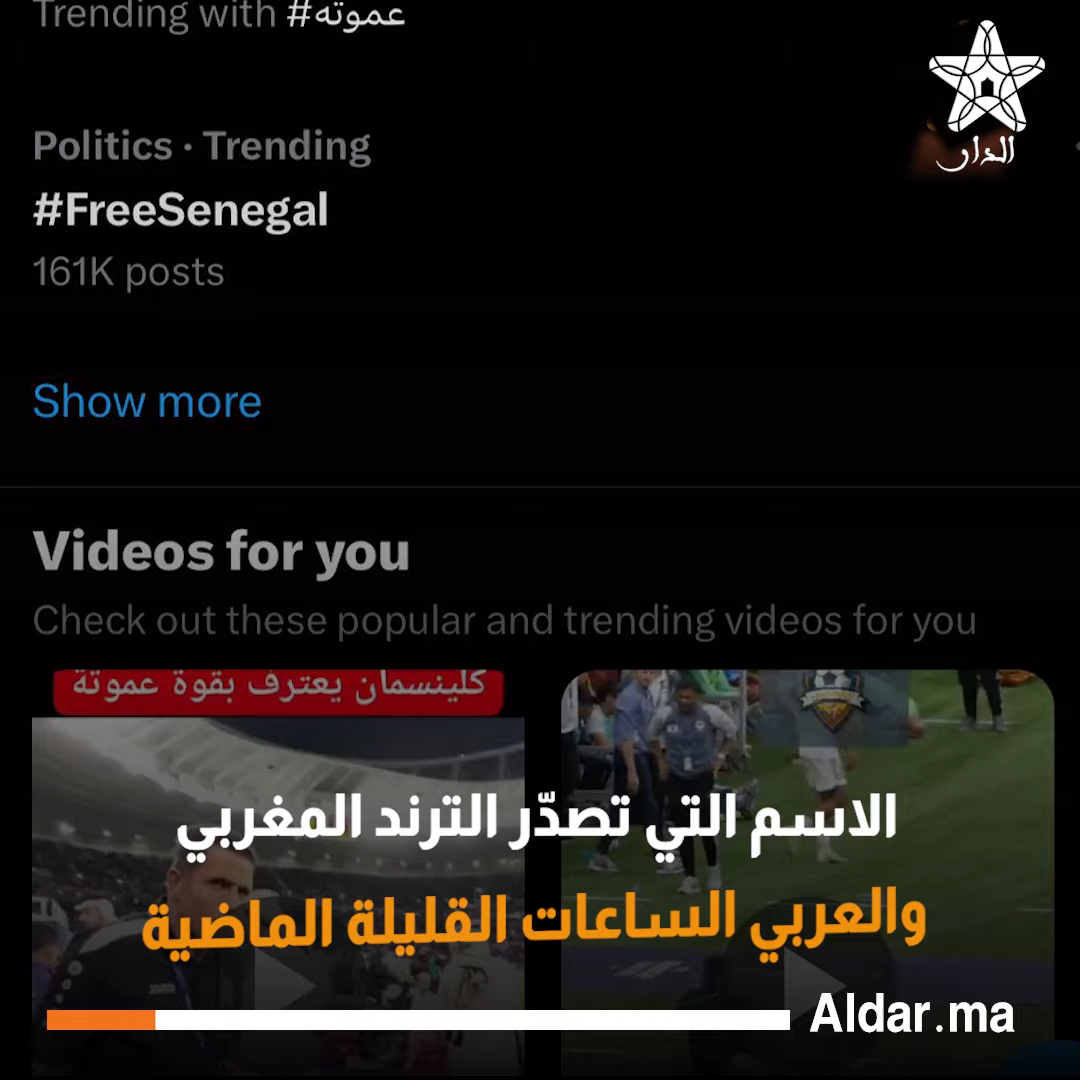 Trending with #عموته
الدار
Politics · Trending
#FreeSenegal
161K posts
Show more
Videos for you
Check out these popular and trending videos for you
كلينسمان يعترف بقوة عموتة
الاسم التي تصدّر الترند المغربي
والعربي الساعات القليلة الماضية
Aldar.ma